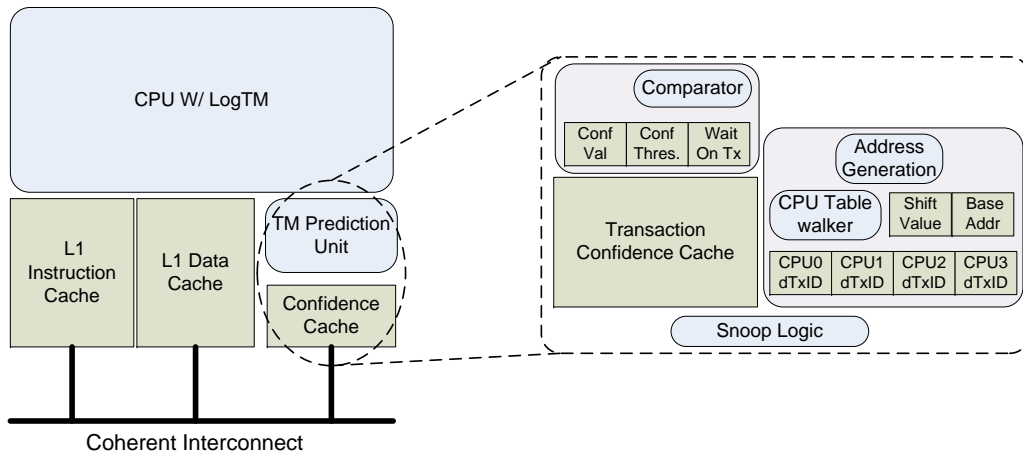 CPU W/ LogTM
L1
Instruction
Cache
L1 Data
Cache
TM Prediction
Unit
Confidence
Cache
Coherent Interconnect
Comparator
Conf
Val
Conf
Thres.
Wait
On Tx
Transaction
Confidence Cache
Address
Generation
CPU Table
walker
Shift
Value
Base
Addr
CPU0
dTxID
CPU1
dTxID
CPU2
dTxID
CPU3
dTxID
Snoop Logic